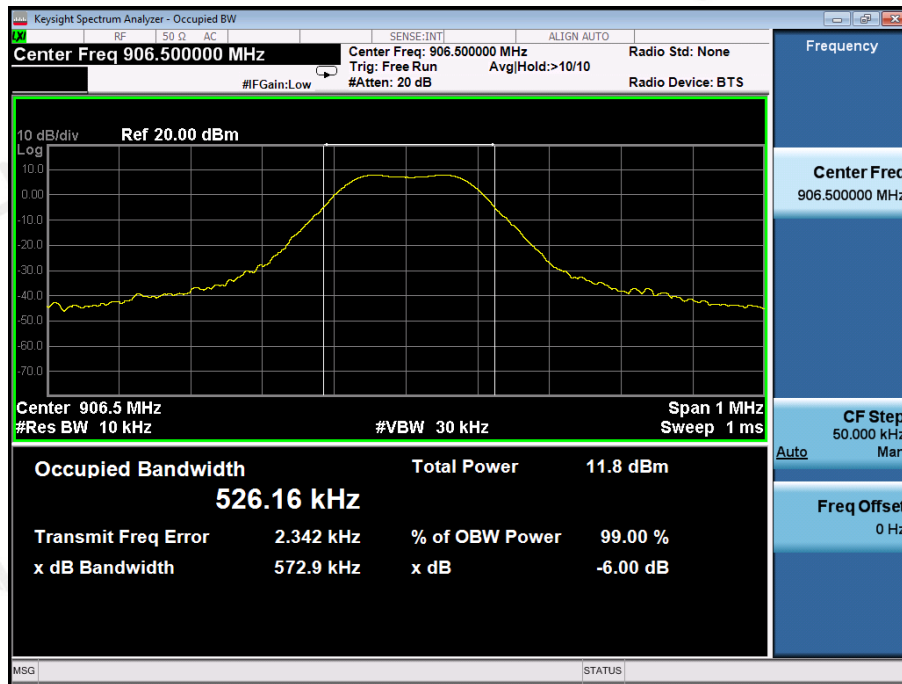 Keysight Spectrum Analyzer - Occupied BW
LXI RF 50 Ω AC SENSE:INT ALIGN AUTO
Center Freq 906.500000 MHz
Center Freq: 906.500000 MHz Radio Std: None
Trig: Free Run Avg|Hold:>10/10
#IFGain:Low #Atten: 20 dB Radio Device: BTS
10 dB/div Ref 20.00 dBm
Log
10.0
0.00
-10.0
-20.0
-30.0
-40.0
-50.0
-60.0
-70.0
Center 906.5 MHz Span 1 MHz
#Res BW 10 kHz #VBW 30 kHz Sweep 1 ms
Occupied Bandwidth Total Power 11.8 dBm
526.16 kHz
Transmit Freq Error 2.342 kHz % of OBW Power 99.00 %
x dB Bandwidth 572.9 kHz x dB -6.00 dB
MSG STATUS
Frequency
Center Freq
906.500000 MHz
CF Step
50.000 kHz
Auto Man
Freq Offset
0 Hz